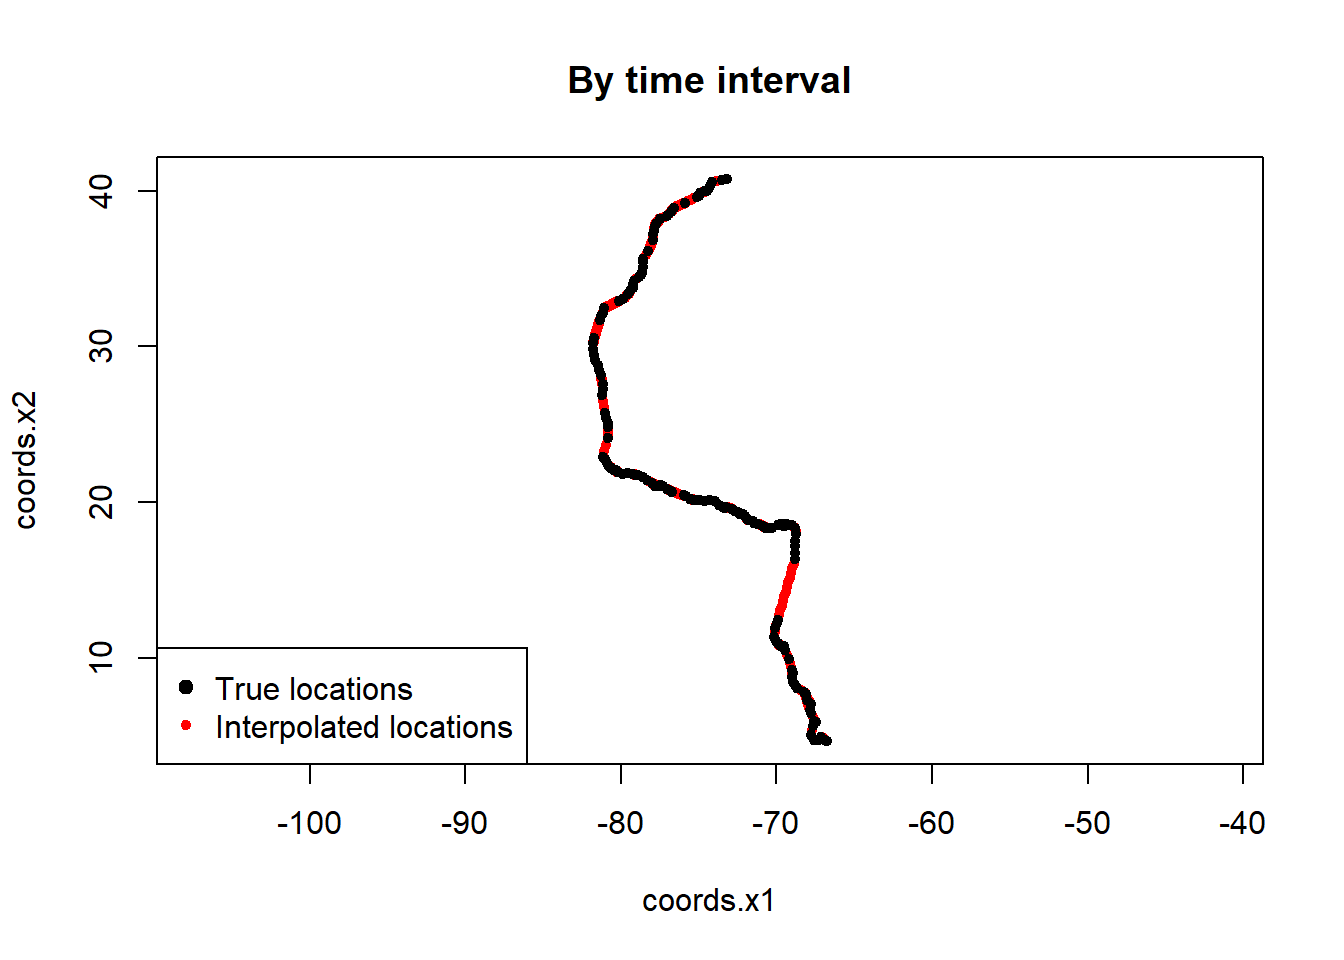 By time interval
coords.x2
40
30
20
10
True locations
Interpolated locations
-100 -90 -80 -70 -60 -50 -40
coords.x1